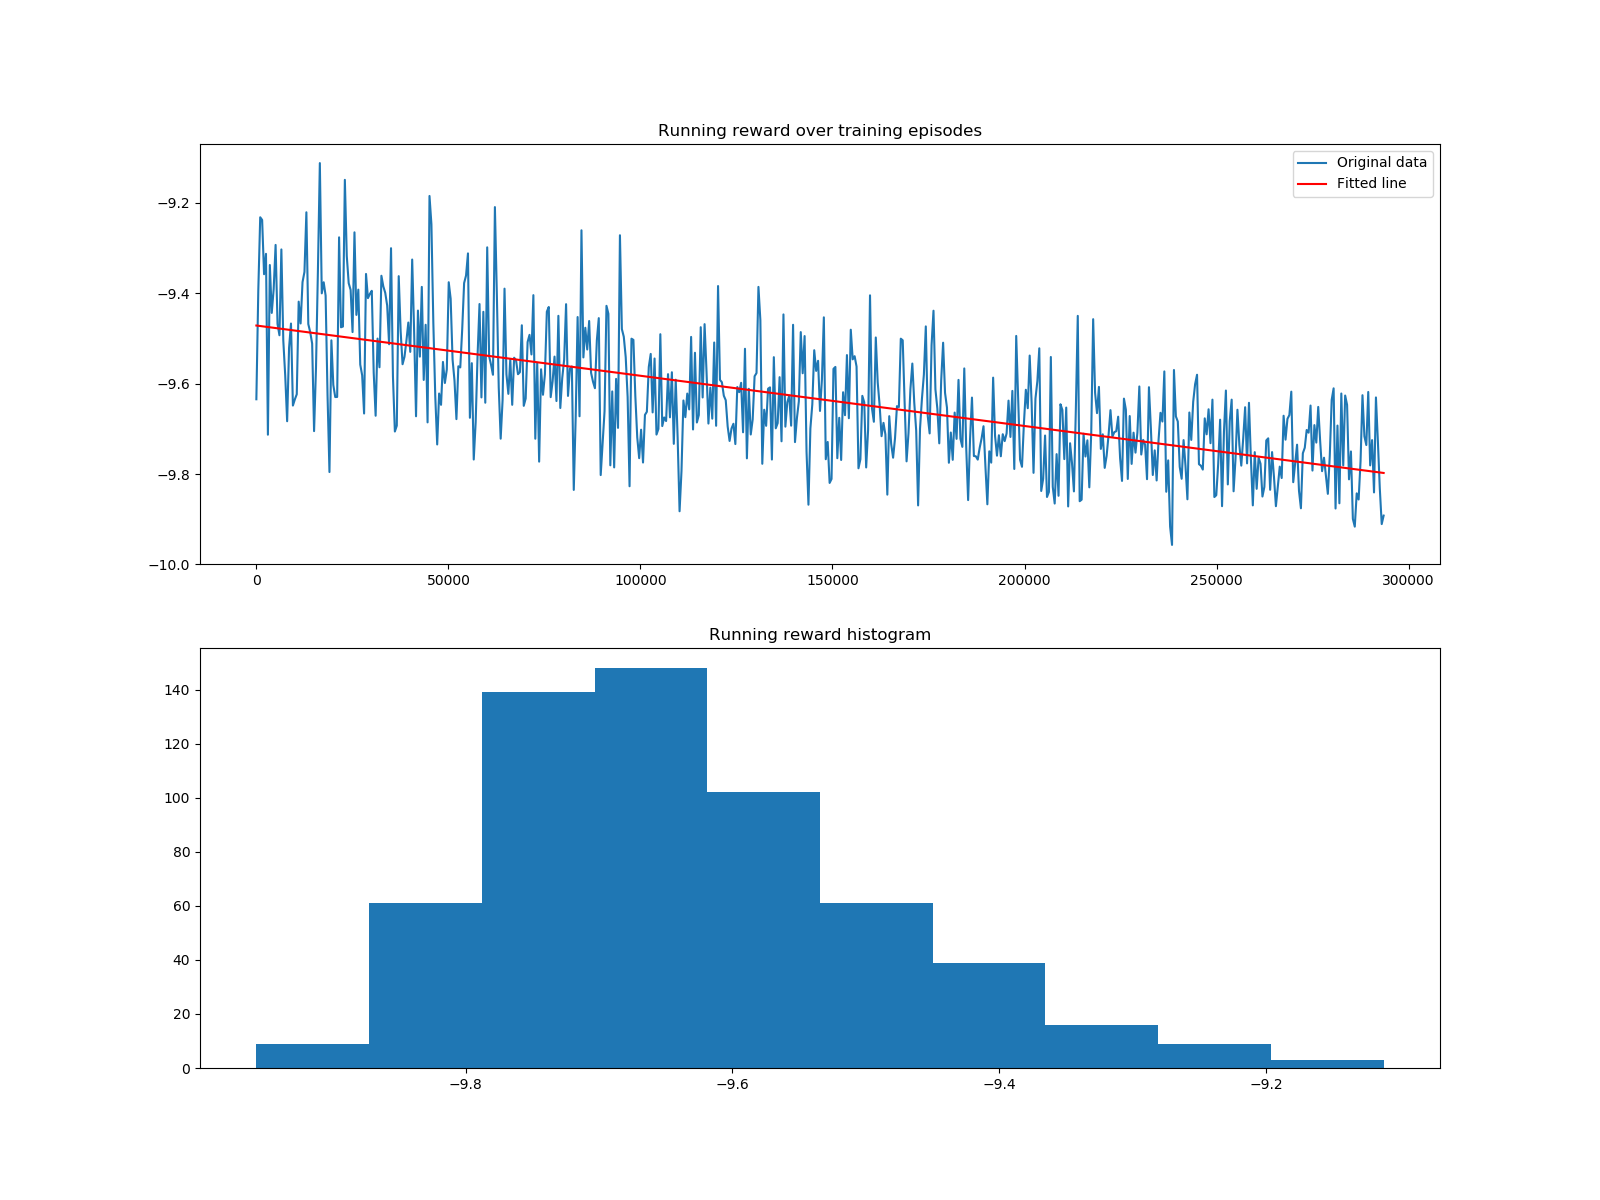 Running reward over training episodes
Original data
Fitted line
−9.2
−9.4
−9.6
−9.8
−10.0
0 50000 100000 150000 200000 250000 300000
Running reward histogram
140
120
100
80
60
40
20
0
−9.8 −9.6 −9.4 −9.2